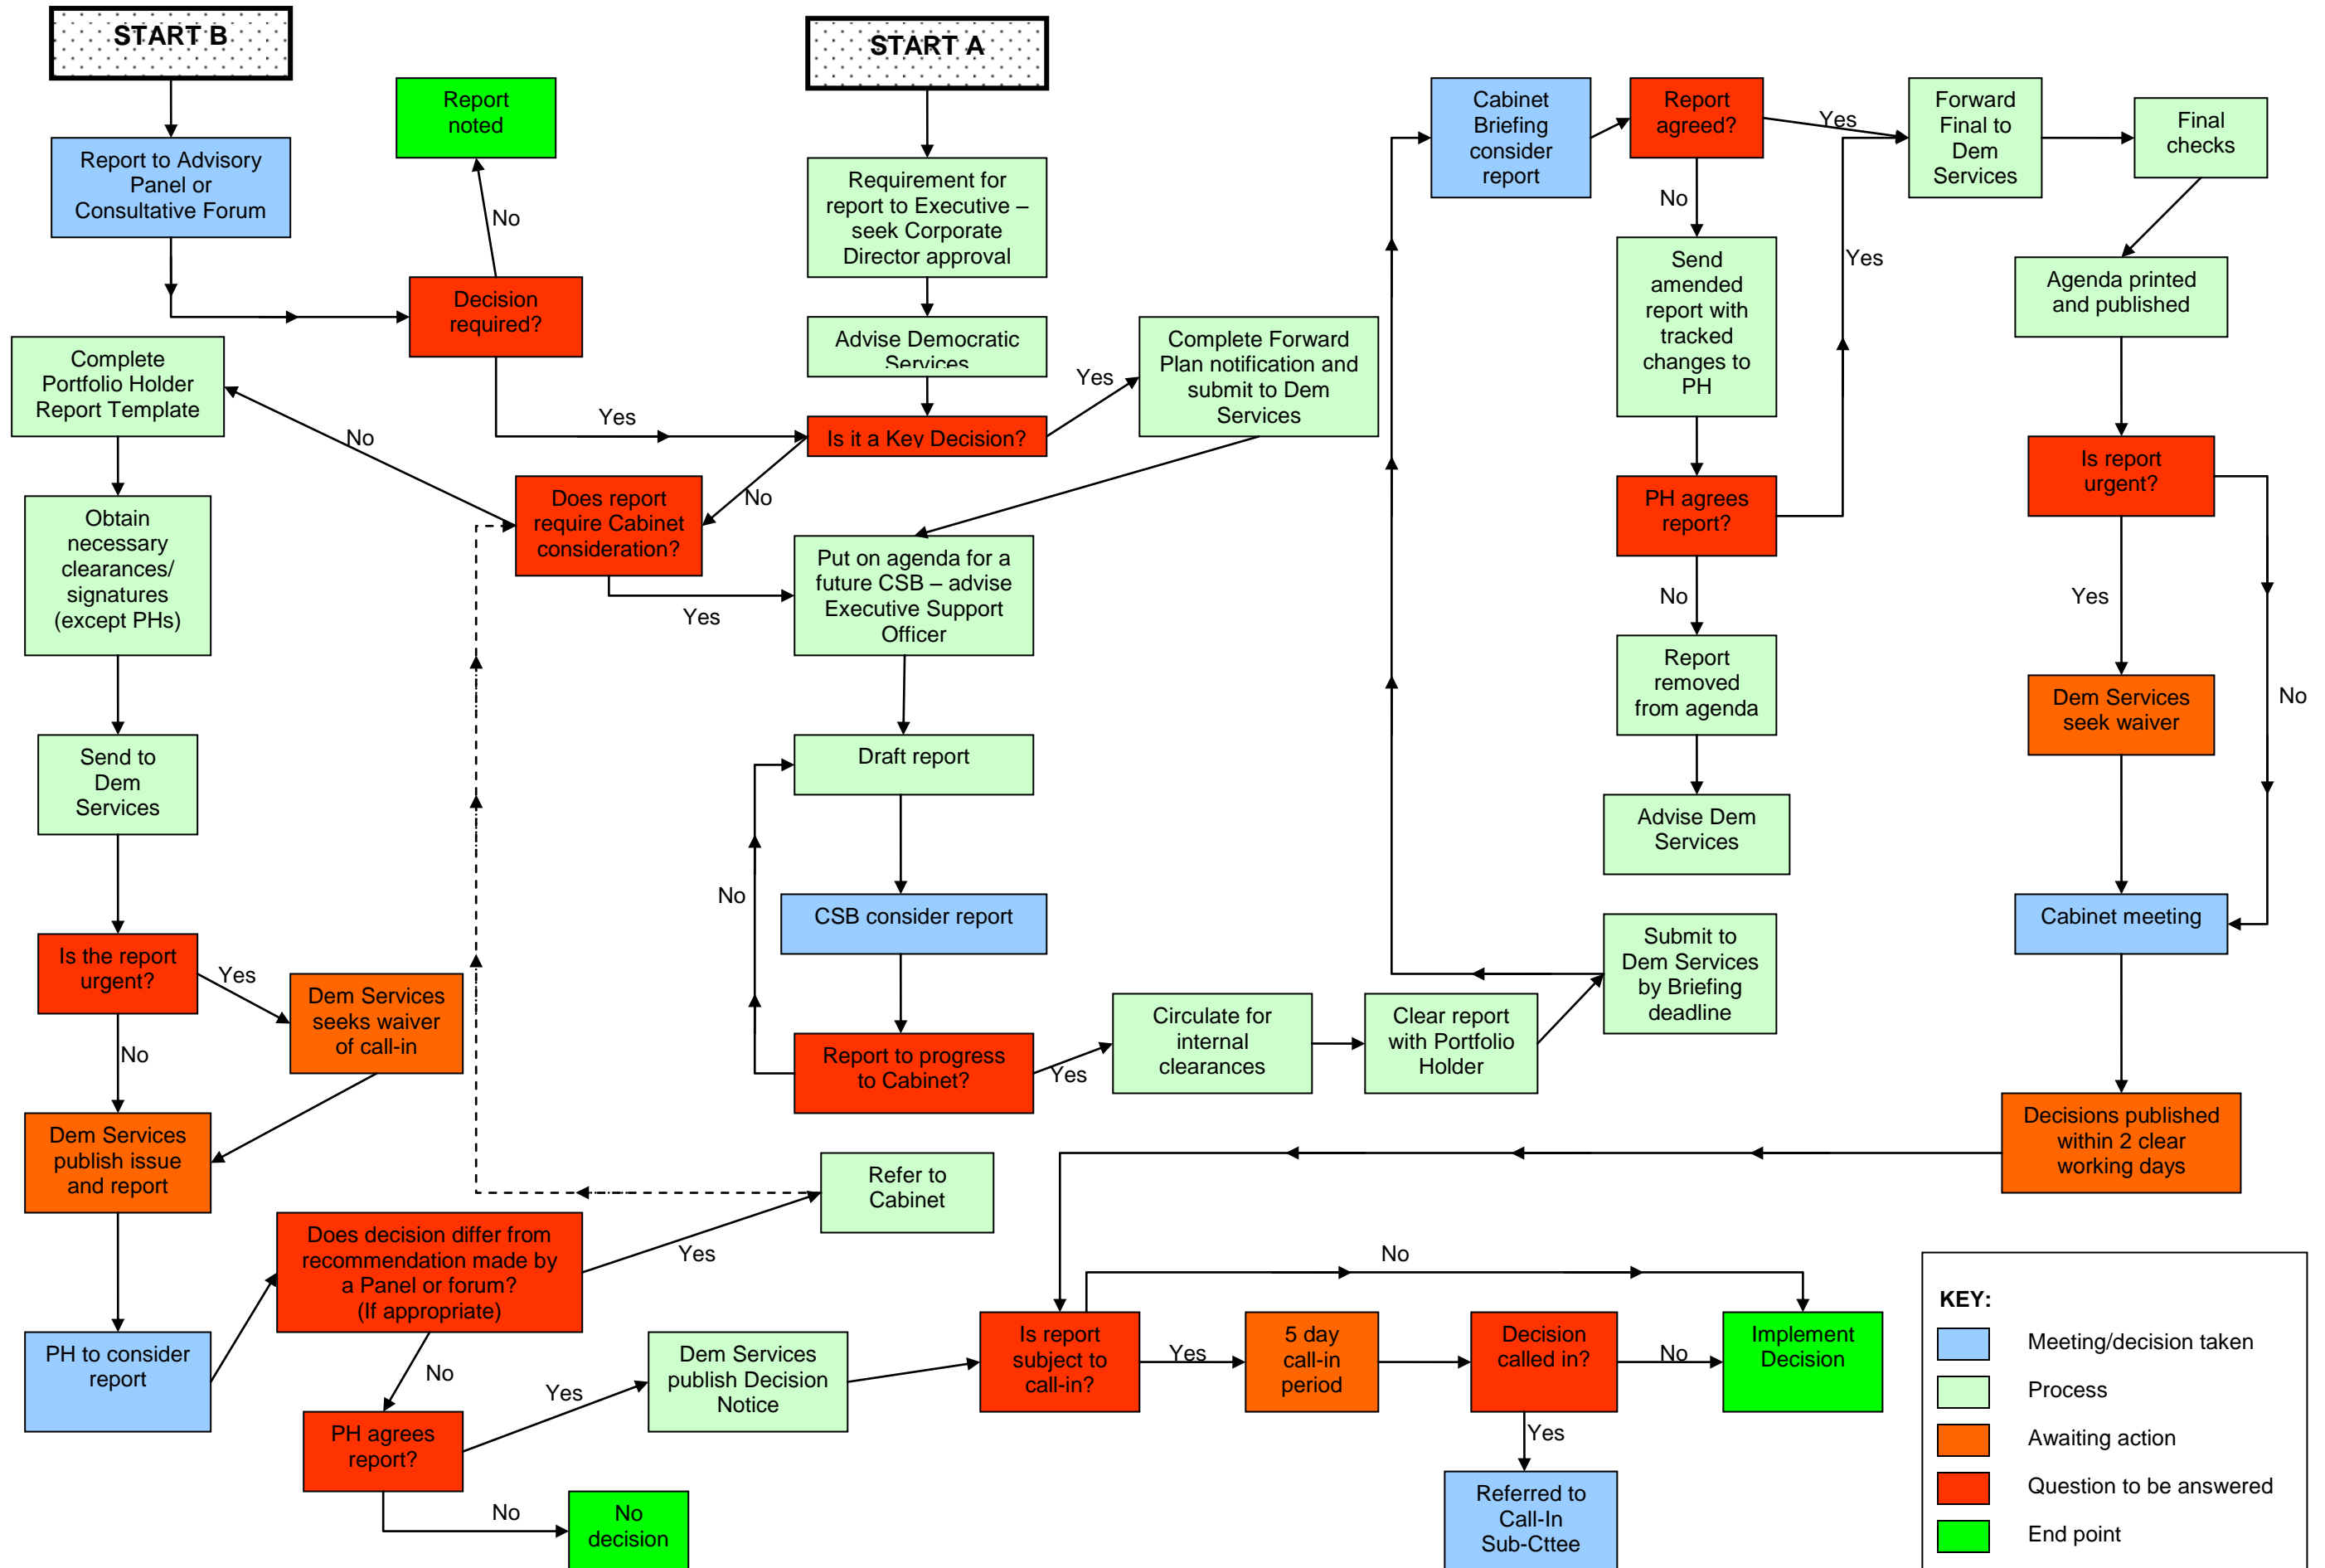 START B
START A
Report
noted
Cabinet
Briefing
consider
report
Report
agreed?
Yes
Forward
Final to
Dem
Services
Final
checks
Report to Advisory
Panel or
Consultative Forum
No
Requirement for
report to Executive –
seek Corporate
Director approval
No
Send
amended
report with
tracked
changes to
PH
Yes
Agenda printed
and published
Decision
required?
Advise Democratic
Services
Complete Forward
Plan notification and
submit to Dem
Services
Yes
Complete
Portfolio Holder
Report Template
No
Yes
Is it a Key Decision?
No
Does report
require Cabinet
consideration?
Yes
Put on agenda for a
future CSB – advise
Executive Support
Officer
PH agrees
report?
Is report
urgent?
Obtain
necessary
clearances/
signatures
(except PHs)
No
Yes
No
Report
removed
from agenda
Dem Services
seek waiver
Send to
Dem
Services
Draft report
Advise Dem
Services
No
CSB consider report
Cabinet meeting
Is the report
urgent?
Yes
Dem Services
seeks waiver
of call-in
No
Report to progress
to Cabinet?
Yes
Circulate for
internal
clearances
Clear report
with Portfolio
Holder
Submit to
Dem Services
by Briefing
deadline
Decisions published
within 2 clear
working days
Dem Services
publish issue
and report
Refer to
Cabinet
Does decision differ from
recommendation made by
a Panel or forum?
(If appropriate)
Yes
No
PH to consider
report
No
PH agrees
report?
Yes
Dem Services
publish Decision
Notice
Is report
subject to
call-in?
Yes
5 day
call-in
period
Decision
called in?
No
Implement
Decision
Yes
Referred to
Call-In
Sub-Cttee
No
No
decision
KEY:
Meeting/decision taken
Process
Awaiting action
Question to be answered
End point